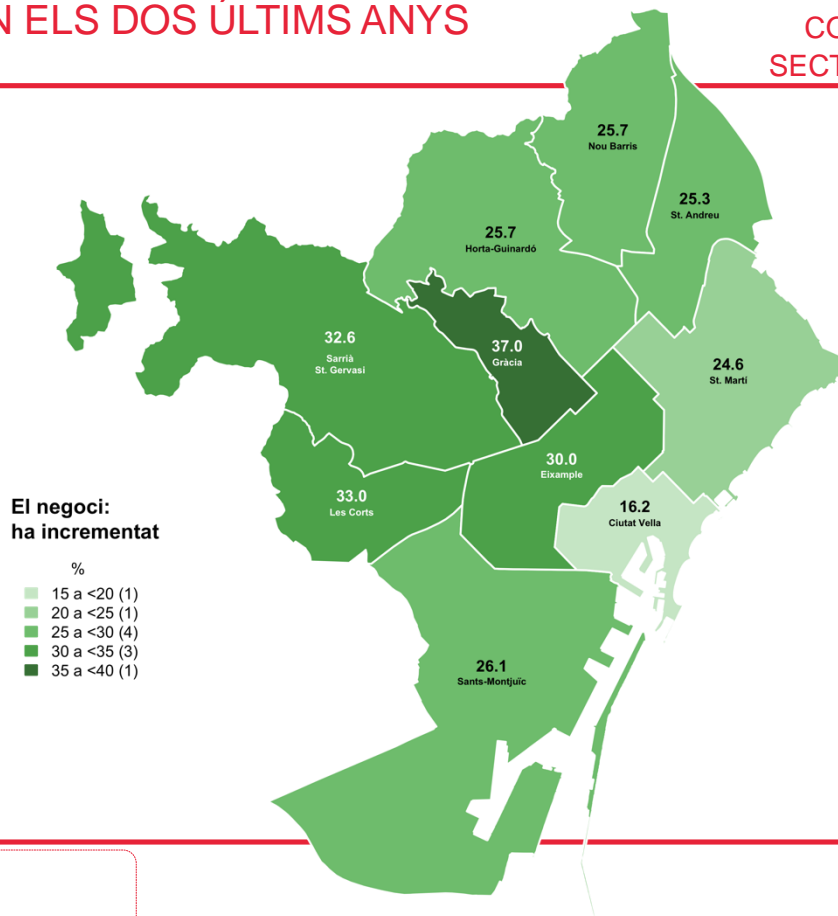 ELS DOS ÚLTIMS ANYS
25.7
Nou Barris
25.3
St. Andreu
25.7
Horta-Guinardó
32.6
Sarrià
St. Gervasi
37.0
Gràcia
24.6
St. Martí
30.0
Eixample
33.0
Les Corts
16.2
Ciutat Vella
El negoci:
ha incrementat
%
15 a <20 (1)
20 a <25 (1)
25 a <30 (4)
30 a <35 (3)
35 a <40 (1)
26.1
Sants-Montjuïc